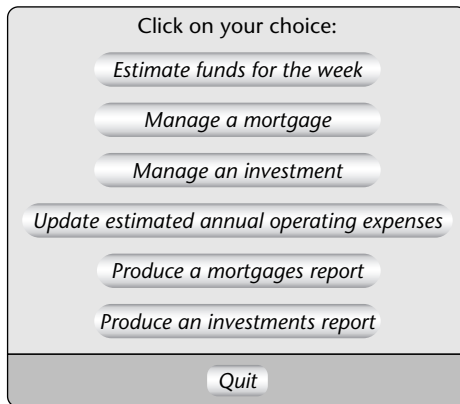 Click on your choice:
Estimate funds for the week
Manage a mortgage
Manage an investment
Update estimated annual operating expenses
Produce a mortgages report
Produce an investments report
Quit